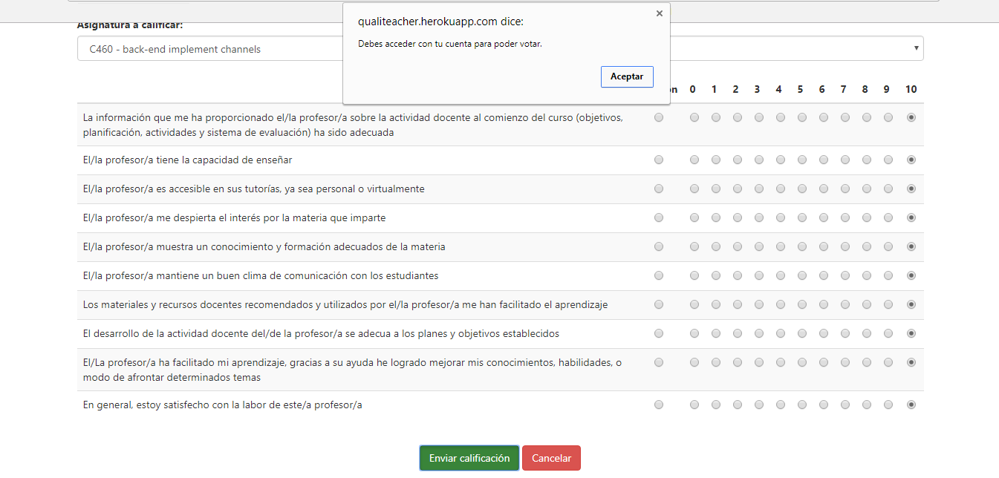 qualiteacher.herokuapp.com dice:
Debes acceder con tu cuenta para poder votar.
Aceptar
Asignatura a calificar:
C460 - back-end implement channels
0 1 2 3 4 5 6 7 8 9 10
La información que me ha proporcionado el/la profesor/a sobre la actividad docente al comienzo del curso (objetivos,
planificación, actividades y sistema de evaluación) ha sido adecuada
El/la profesor/a tiene la capacidad de enseñar
El/la profesor/a es accesible en sus tutorías, ya sea personal o virtualmente
El/la profesor/a me despierta el interés por la materia que imparte
El/la profesor/a muestra un conocimiento y formación adecuados de la materia
El/la profesor/a mantiene un buen clima de comunicación con los estudiantes
Los materiales y recursos docentes recomendados y utilizados por el/la profesor/a me han facilitado el aprendizaje
El desarrollo de la actividad docente del/de la profesor/a se adecua a los planes y objetivos establecidos
El/La profesor/a ha facilitado mi aprendizaje, gracias a su ayuda he logrado mejorar mis conocimientos, habilidades, o
modo de afrontar determinados temas
En general, estoy satisfecho con la labor de este/a profesor/a
Enviar calificación
Cancelar